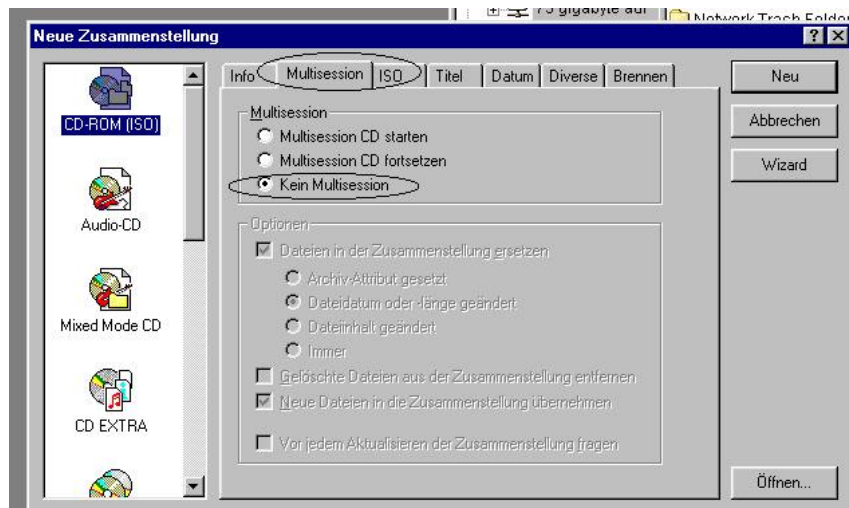 75 gigabyte auf
Network Trash Folder
Neue Zusammenstellung
Info Multisession ISO Titel Datum Diverse Brennen
Neu
Abbrechen
Wizard
CD-ROM (ISO)
Audio-CD
Mixed Mode CD
CD EXTRA
Multisession
Multisession CD starten
Multisession CD fortsetzen
Kein Multisession
Optionen
Dateien in der Zusammenstellung ersetzen
Archiv-Attribut gesetzt
Dateidatum oder -länge geändert
Dateiinhalt geändert
Immer
Gelöschte Dateien aus der Zusammenstellung entfernen
Neue Dateien in die Zusammenstellung übernehmen
Vor jedem Aktualisieren der Zusammenstellung fragen
Öffnen...